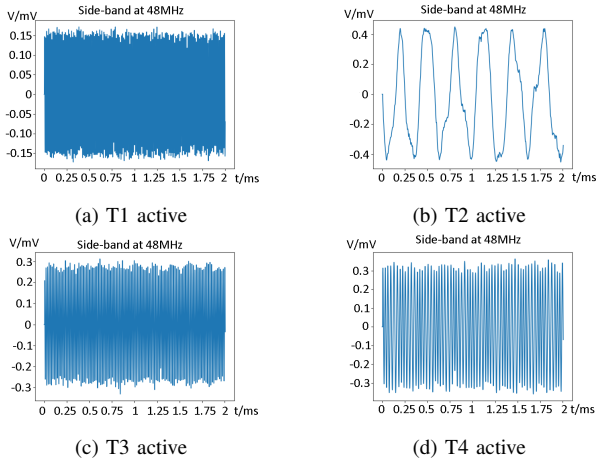 Side-band at 48MHz
V/mV
0.15
0.10
0.05
0
-0.05
-0.10
-0.15
0 0.25 0.5 0.75 1 1.25 1.5 1.75 2 t/ms
(a) T1 active
Side-band at 48MHz
V/mV
0.4
0.2
0
-0.2
-0.4
0 0.25 0.5 0.75 1 1.25 1.5 1.75 2 t/ms
(b) T2 active
Side-band at 48MHz
V/mV
0.3
0.2
0.1
0
-0.1
-0.2
-0.3
0 0.25 0.5 0.75 1 1.25 1.5 1.75 2 t/ms
(c) T3 active
Side-band at 48MHz
V/mV
0.3
0.2
0.1
0
-0.1
-0.2
-0.3
0 0.25 0.5 0.75 1 1.25 1.5 1.75 2 t/ms
(d) T4 active